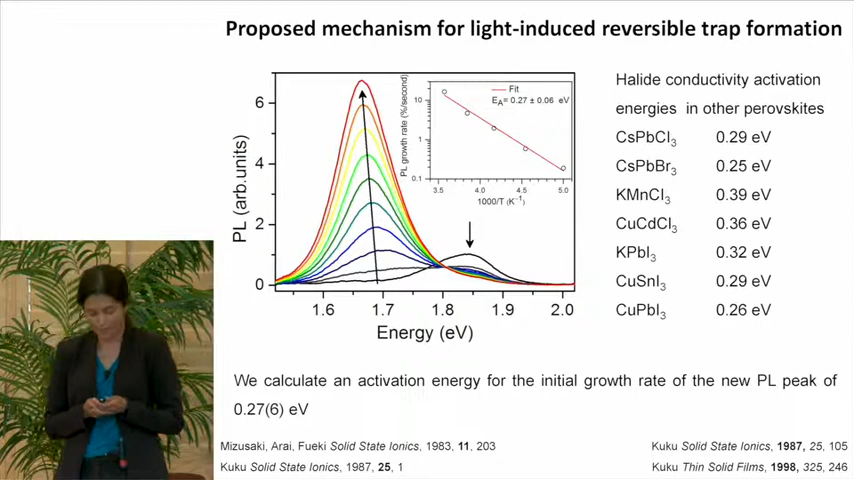 Proposed mechanism for light-induced reversible trap formation
PL (arb.units)
6
4
2
0
1.6 1.7 1.8 1.9 2.0
Energy (eV)
PL growth rate (%/second)
10
1
0.1
Fit
E_A= 0.27 ± 0.06 eV
3.5 4.0 4.5 5.0
1000/T (K⁻¹)
Halide conductivity activation
energies in other perovskites
CsPbCl₃ 0.29 eV
CsPbBr₃ 0.25 eV
KMnCl₃ 0.39 eV
CuCdCl₃ 0.36 eV
KPbI₃ 0.32 eV
CuSnI₃ 0.29 eV
CuPbI₃ 0.26 eV
We calculate an activation energy for the initial growth rate of the new PL peak of
0.27(6) eV
Mizusaki, Arai, Fueki Solid State Ionics, 1983, 11, 203
Kuku Solid State Ionics, 1987, 25, 1
Kuku Solid State Ionics, 1987, 25, 105
Kuku Thin Solid Films, 1998, 325, 246